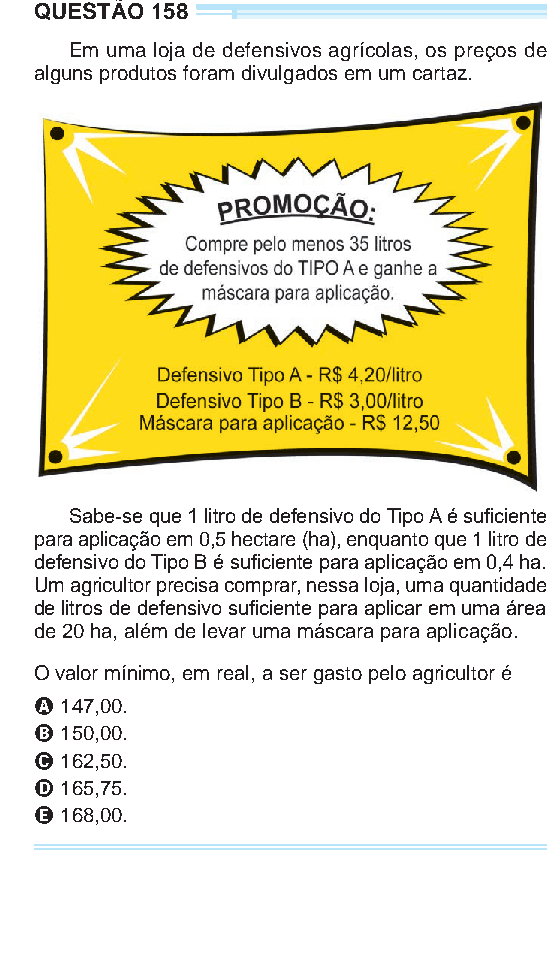 QUESTÃO 158
Em uma loja de defensivos agrícolas, os preços de
alguns produtos foram divulgados em um cartaz.
PROMOÇÃO:
Compre pelo menos 35 litros
de defensivos do TIPO A e ganhe a
máscara para aplicação.
Defensivo Tipo A - R$ 4,20/litro
Defensivo Tipo B - R$ 3,00/litro
Máscara para aplicação - R$ 12,50
Sabe-se que 1 litro de defensivo do Tipo A é suficiente
para aplicação em 0,5 hectare (ha), enquanto que 1 litro de
defensivo do Tipo B é suficiente para aplicação em 0,4 ha.
Um agricultor precisa comprar, nessa loja, uma quantidade
de litros de defensivo suficiente para aplicar em uma área
de 20 ha, além de levar uma máscara para aplicação.
O valor mínimo, em real, a ser gasto pelo agricultor é
A 147,00.
B 150,00.
C 162,50.
D 165,75.
E 168,00.